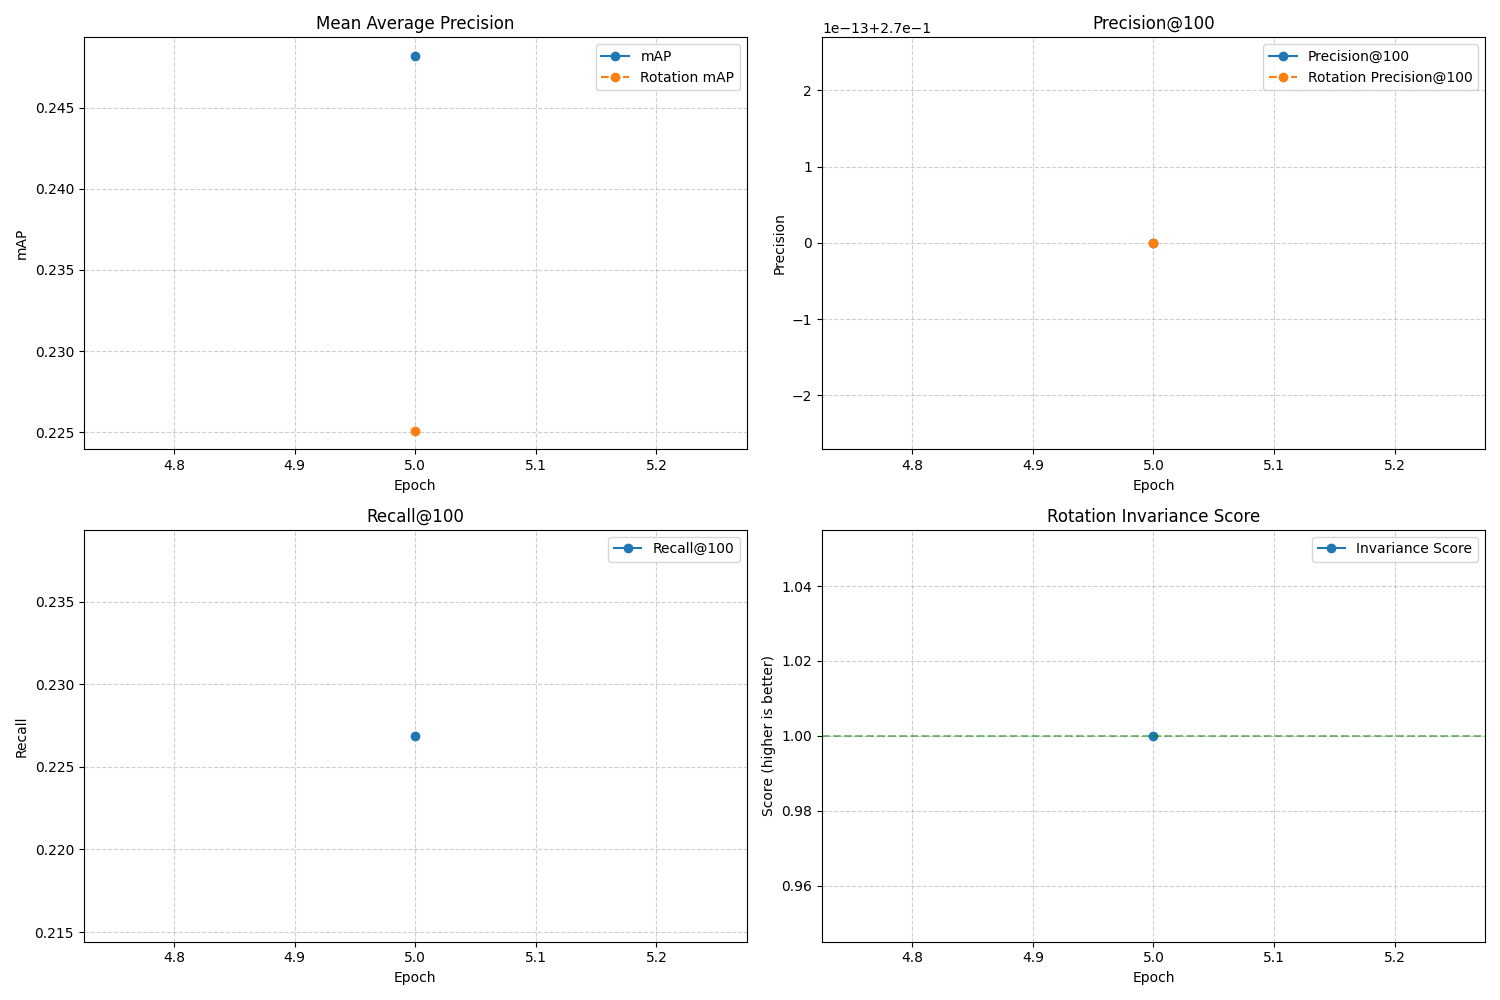 Mean Average Precision
mAP
Rotation mAP
0.245
0.240
0.235
0.230
0.225
mAP
4.8 4.9 5.0 5.1 5.2
Epoch
Precision@100
1e−13+2.7e−1
Precision@100
Rotation Precision@100
2
1
0
−1
−2
Precision
4.8 4.9 5.0 5.1 5.2
Epoch
Recall@100
Recall@100
0.235
0.230
0.225
0.220
0.215
Recall
4.8 4.9 5.0 5.1 5.2
Epoch
Rotation Invariance Score
Invariance Score
1.04
1.02
1.00
0.98
0.96
Score (higher is better)
4.8 4.9 5.0 5.1 5.2
Epoch